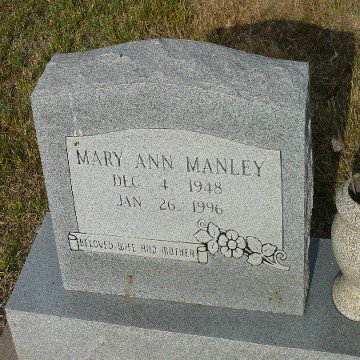 MARY ANN MANLEY
DEC 4 1948
JAN 26 1996
BELOVED WIFE AND MOTHER